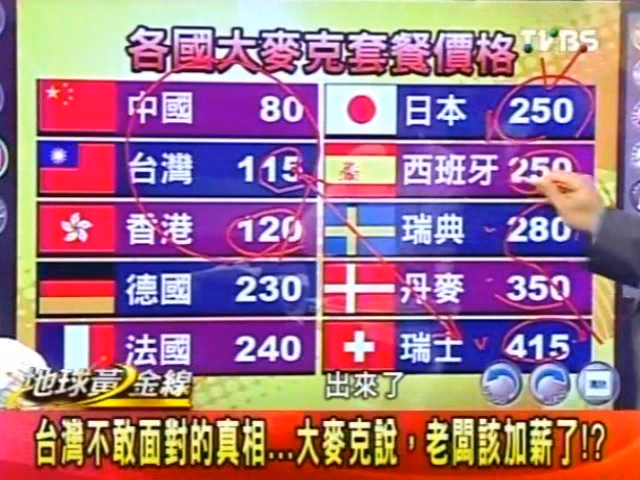 TVBS
各國大麥克套餐價格
中國 80
日本 250
台灣 115
西班牙 250
香港 120
瑞典 280
德國 230
丹麥 350
法國 240
瑞士 415
地球黃金線
出來了
台灣不敢面對的真相...大麥克說，老闆該加薪了!?